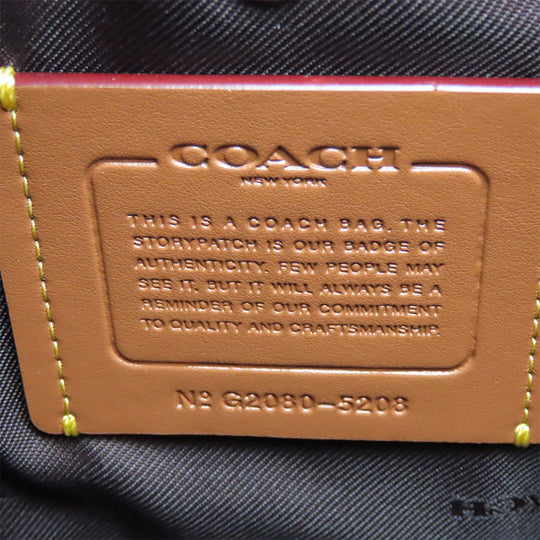 COACH
NEW YORK
THIS IS A COACH BAG. THE
STORYPATCH IS OUR BADGE OF
AUTHENTICITY. FEW PEOPLE MAY
SEE IT. BUT IT WILL ALWAYS BE A
REMINDER OF OUR COMMITMENT
TO QUALITY AND CRAFTSMANSHIP.
Nº G2080-5208